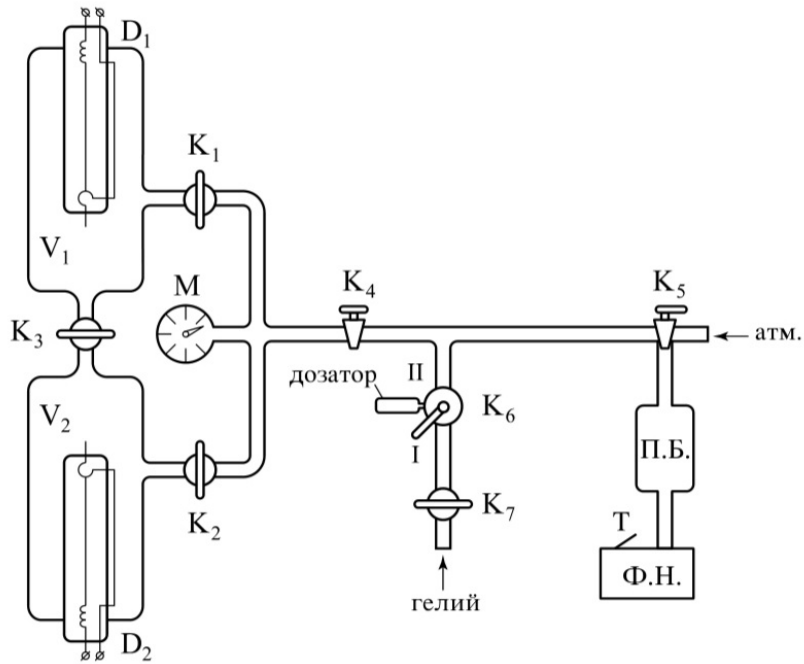 D₁
K₁
V₁
M
K₄
K₅
K₃
атм.
дозатор
II
K₆
V₂
I
П.Б.
K₂
K₇
T
Ф.Н.
гелий
D₂